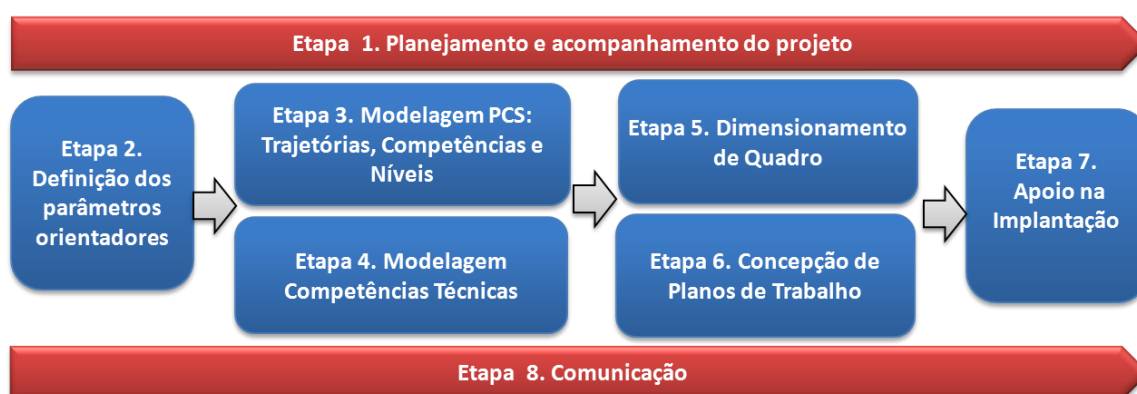 Etapa 1. Planejamento e acompanhamento do projeto
Etapa 2.
Definição dos
parâmetros
orientadores
Etapa 3. Modelagem PCS:
Trajetórias, Competências e
Níveis
Etapa 4. Modelagem
Competências Técnicas
Etapa 5. Dimensionamento
de Quadro
Etapa 6. Concepção de
Planos de Trabalho
Etapa 7.
Apoio na
Implantação
Etapa 8. Comunicação